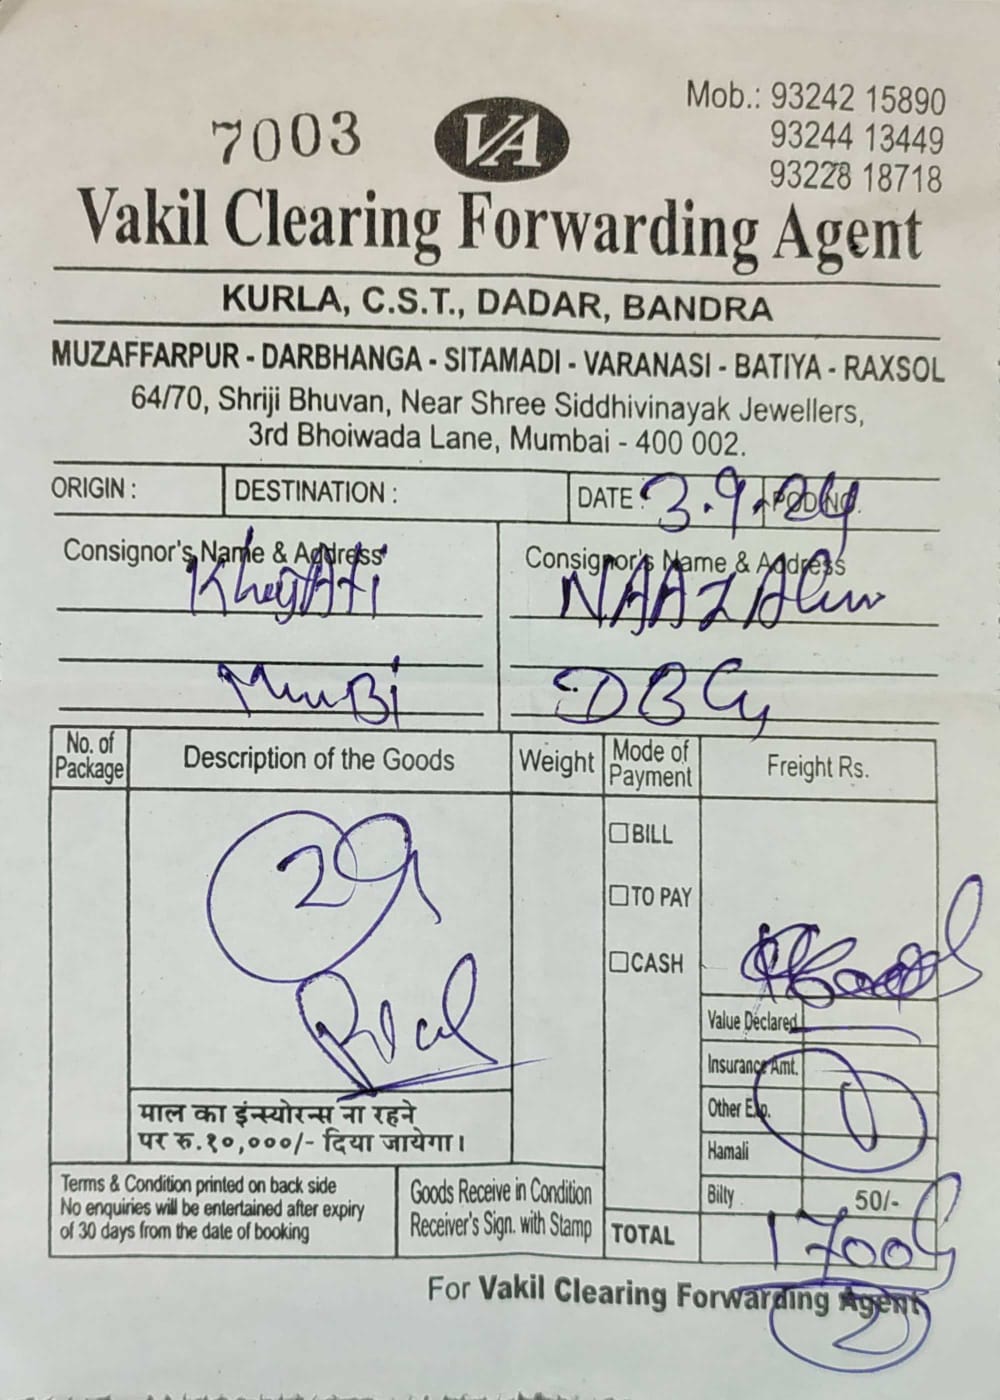 Mob.: 93242 15890
7003 VA 93244 13449
93228 18718
Vakil Clearing Forwarding Agent
KURLA, C.S.T., DADAR, BANDRA
MUZAFFARPUR - DARBHANGA - SITAMADI - VARANASI - BATIYA - RAXSOL
64/70, Shriji Bhuvan, Near Shree Siddhivinayak Jewellers,
3rd Bhoiwada Lane, Mumbai - 400 002.
ORIGIN : DESTINATION : DATE : 3.9.24 POD NO.
Consignor's Name & Address Consignor's Name & Address
NAAZ
DBG
No. of Package Description of the Goods Weight Mode of Payment Freight Rs.
BILL
29
TO PAY
CASH
Value Declared
Insurance Amt.
Other Exp.
माल का इंन्स्योरन्स ना रहने
पर रु.१०,०००/- दिया जायेगा।
Hamali
Terms & Condition printed on back side
No enquiries will be entertained after expiry
of 30 days from the date of booking
Goods Receive in Condition
Receiver's Sign. with Stamp
Bilty 50/-
TOTAL 1700
For Vakil Clearing Forwarding Agent
2